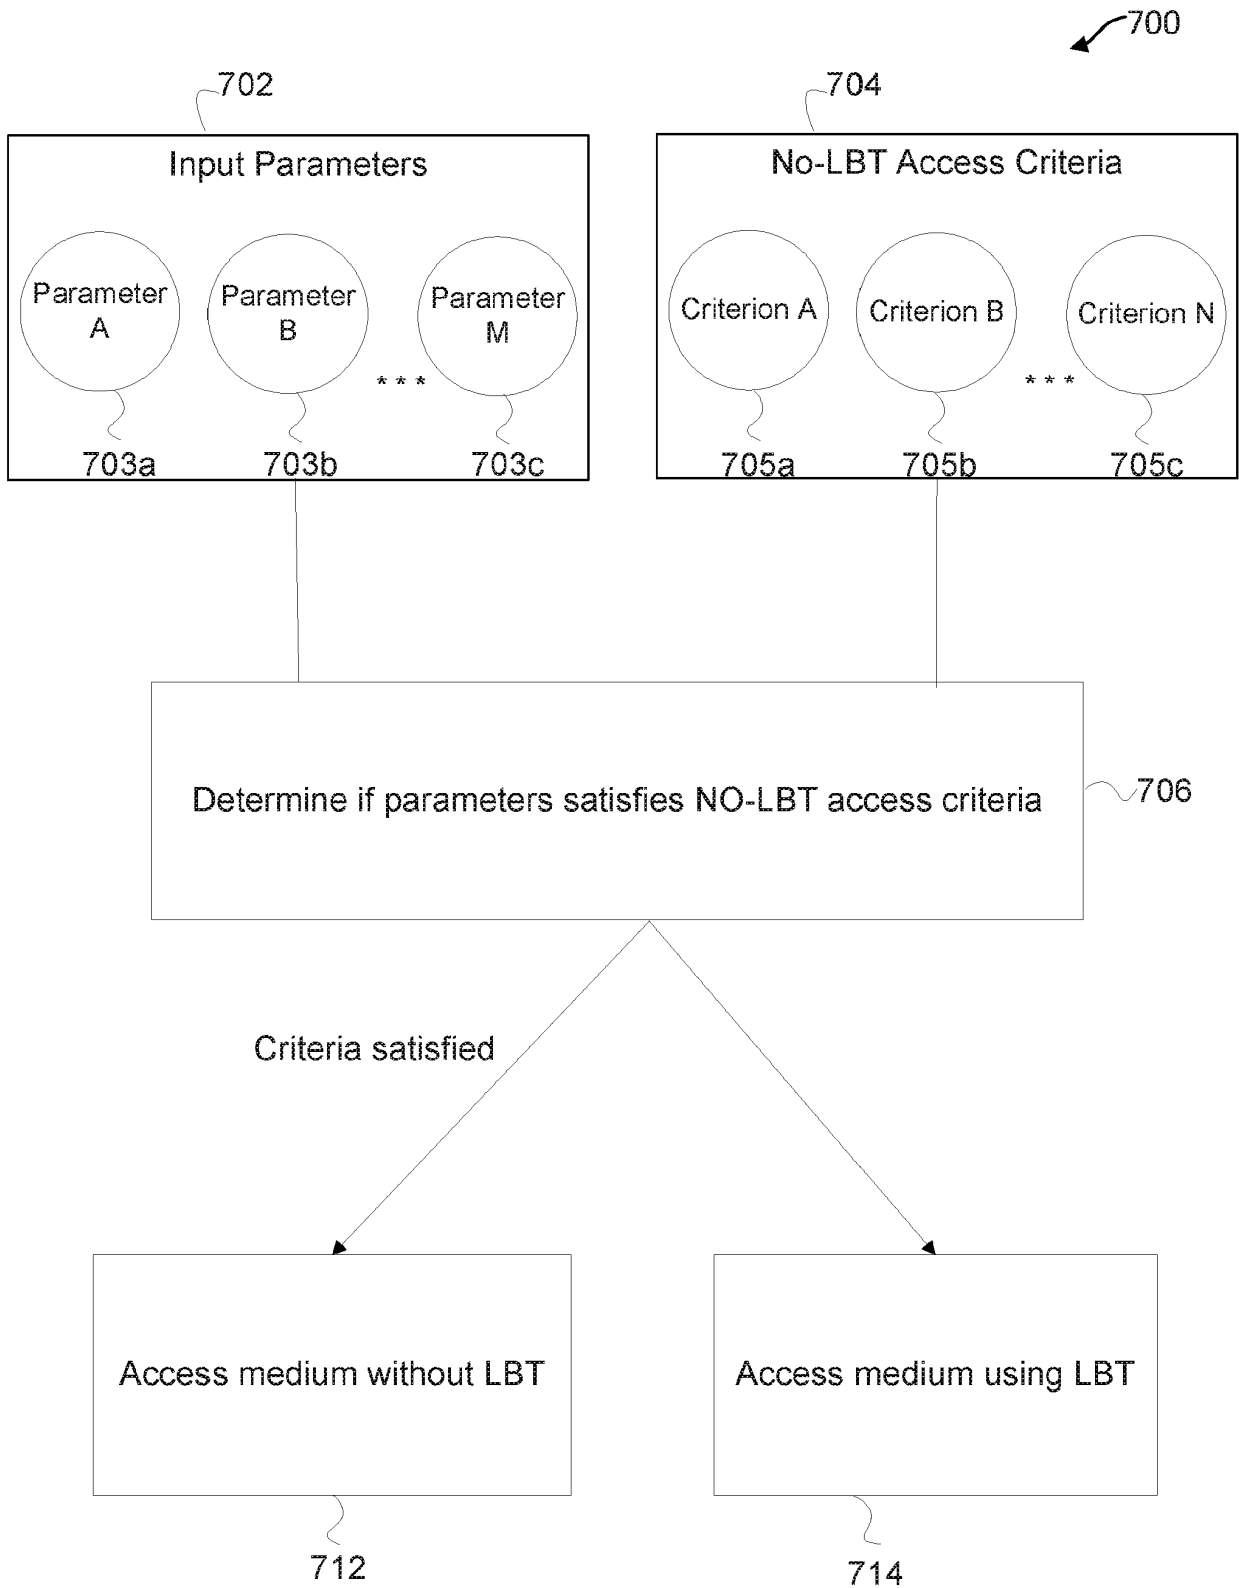 700
702
704
Input Parameters
No-LBT Access Criteria
Parameter
A
Parameter
B
Parameter
M
* * *
Criterion A
Criterion B
Criterion N
* * *
703a
703b
703c
705a
705b
705c
Determine if parameters satisfies NO-LBT access criteria
706
Criteria satisfied
Access medium without LBT
Access medium using LBT
712
714